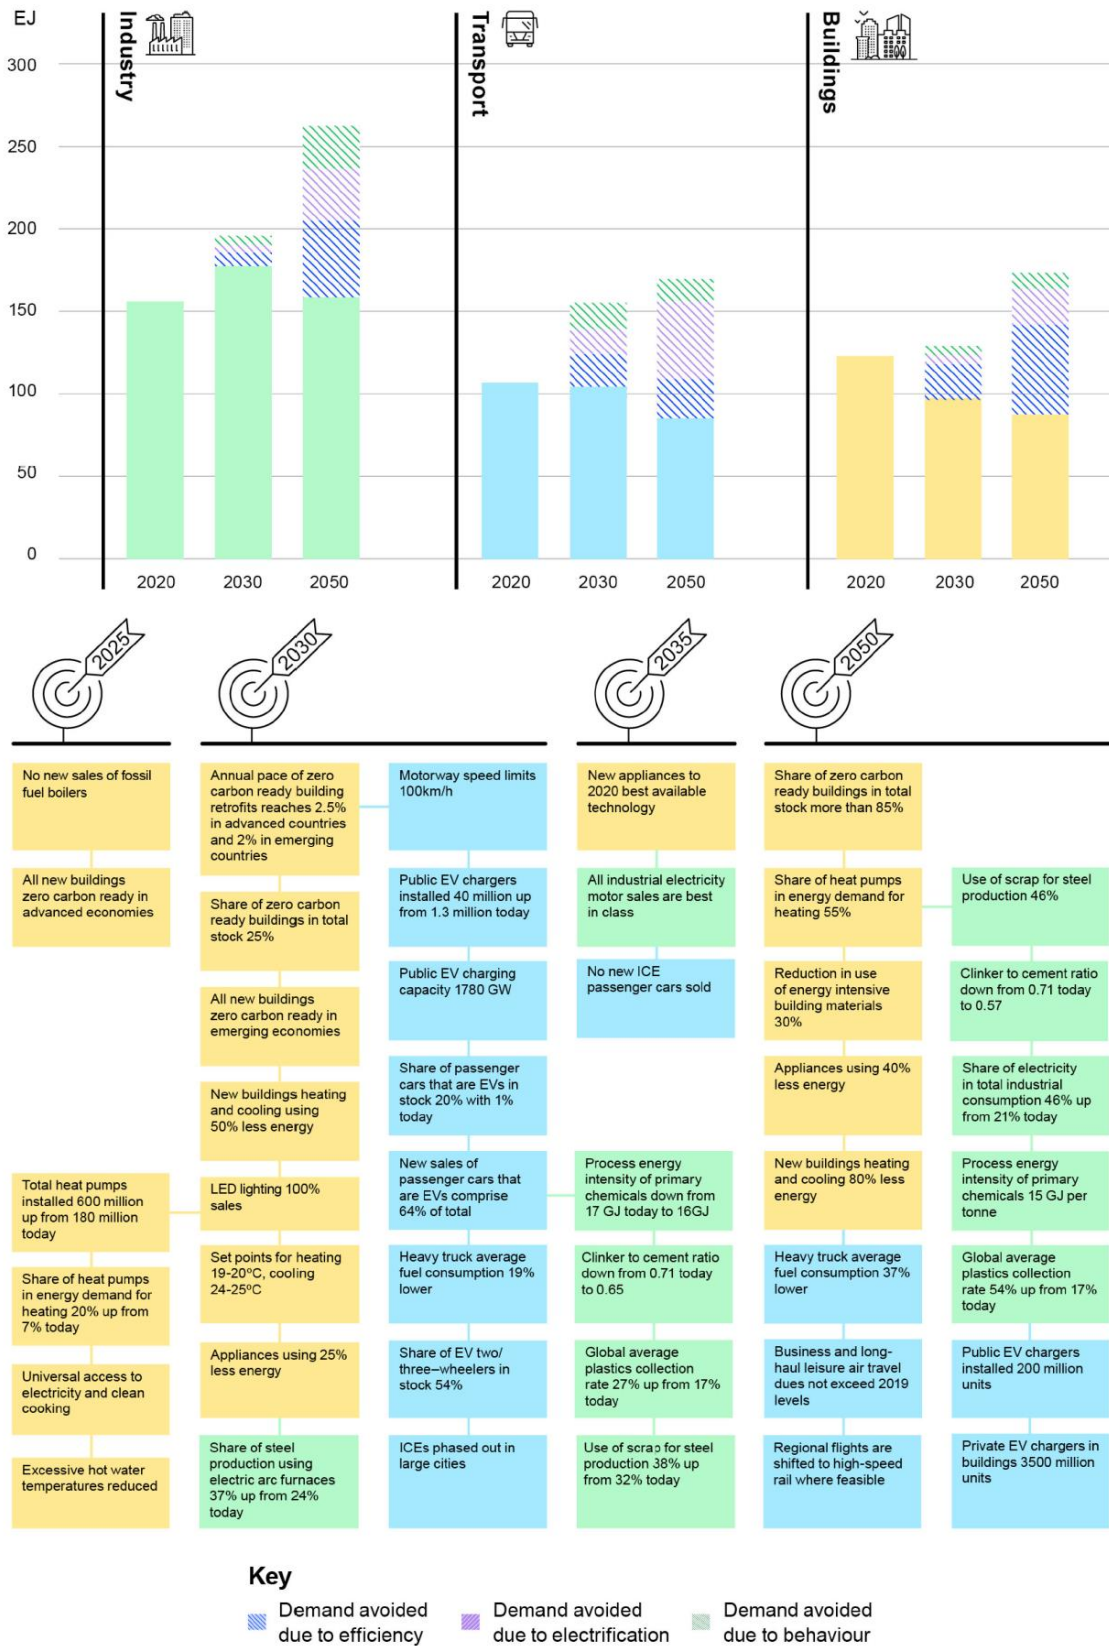 EJ
Industry
Transport
Buildings
300
250
200
150
100
50
0
2020
2030
2050
2020
2030
2050
2020
2030
2050
2025
2030
2035
2050
No new sales of fossil
fuel boilers
All new buildings
zero carbon ready in
advanced economies
Annual pace of zero
carbon ready building
retrofits reaches 2.5%
in advanced countries
and 2% in emerging
countries
Share of zero carbon
ready buildings in total
stock 25%
All new buildings
zero carbon ready in
emerging economies
New buildings heating
and cooling using
50% less energy
LED lighting 100%
sales
Set points for heating
19-20ºC, cooling
24-25ºC
Appliances using 25%
less energy
Share of steel
production using
electric arc furnaces
37% up from 24%
today
Total heat pumps
installed 600 million
up from 180 million
today
Share of heat pumps
in energy demand for
heating 20% up from
7% today
Universal access to
electricity and clean
cooking
Excessive hot water
temperatures reduced
Motorway speed limits
100km/h
Public EV chargers
installed 40 million up
from 1.3 million today
Public EV charging
capacity 1780 GW
Share of passenger
cars that are EVs in
stock 20% with 1%
today
New sales of
passenger cars that
are EVs comprise
64% of total
Heavy truck average
fuel consumption 19%
lower
Share of EV two/
three–wheelers in
stock 54%
ICEs phased out in
large cities
Process energy
intensity of primary
chemicals down from
17 GJ today to 16GJ
Clinker to cement ratio
down from 0.71 today
to 0.65
Global average
plastics collection
rate 27% up from 17%
today
Use of scrap for steel
production 38% up
from 32% today
New appliances to
2020 best available
technology
All industrial electricity
motor sales are best
in class
No new ICE
passenger cars sold
Share of zero carbon
ready buildings in total
stock more than 85%
Share of heat pumps
in energy demand for
heating 55%
Reduction in use
of energy intensive
building materials
30%
Appliances using 40%
less energy
New buildings heating
and cooling 80% less
energy
Heavy truck average
fuel consumption 37%
lower
Business and long-
haul leisure air travel
dues not exceed 2019
levels
Regional flights are
shifted to high-speed
rail where feasible
Use of scrap for steel
production 46%
Clinker to cement ratio
down from 0.71 today
to 0.57
Share of electricity
in total industrial
consumption 46% up
from 21% today
Process energy
intensity of primary
chemicals 15 GJ per
tonne
Global average
plastics collection
rate 54% up from 17%
today
Public EV chargers
installed 200 million
units
Private EV chargers in
buildings 3500 million
units
Key
Demand avoided
due to efficiency
Demand avoided
due to electrification
Demand avoided
due to behaviour